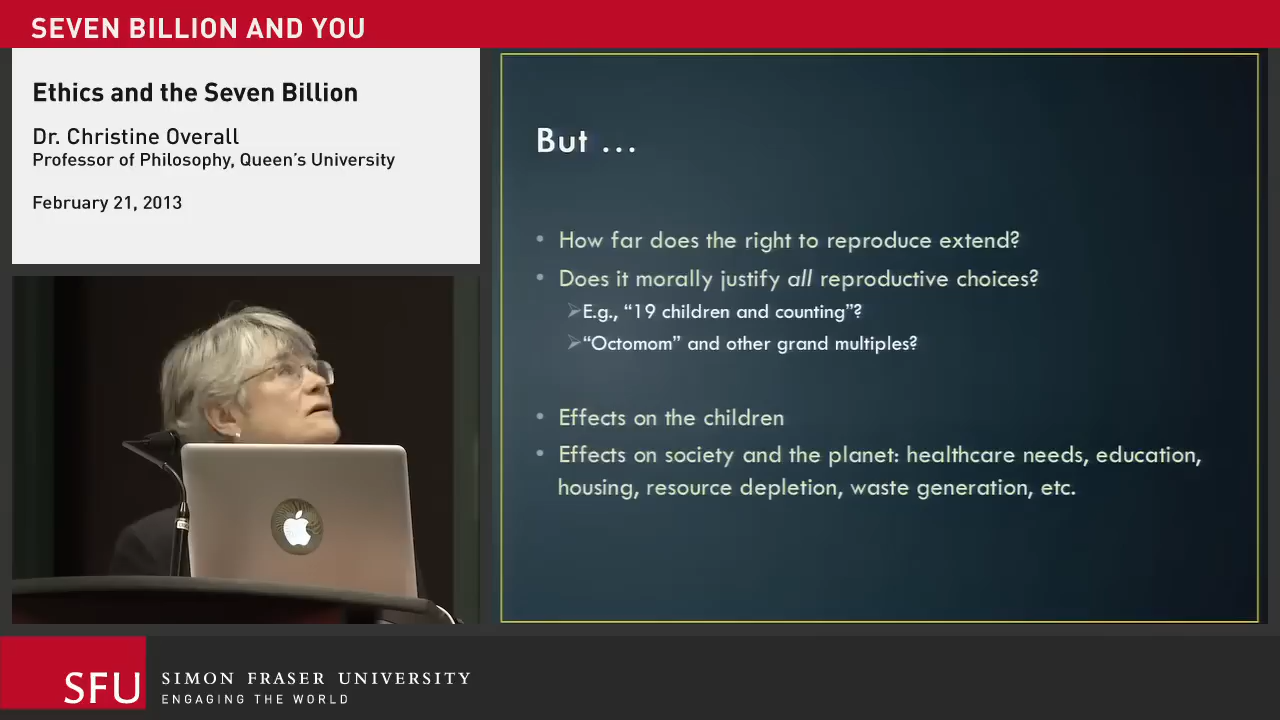 SEVEN BILLION AND YOU
Ethics and the Seven Billion
Dr. Christine Overall
Professor of Philosophy, Queen's University
February 21, 2013
But ...
• How far does the right to reproduce extend?
• Does it morally justify all reproductive choices?
➢E.g., “19 children and counting”?
➢“Octomom” and other grand multiples?
• Effects on the children
• Effects on society and the planet: healthcare needs, education,
housing, resource depletion, waste generation, etc.
SFU
SIMON FRASER UNIVERSITY
ENGAGING THE WORLD